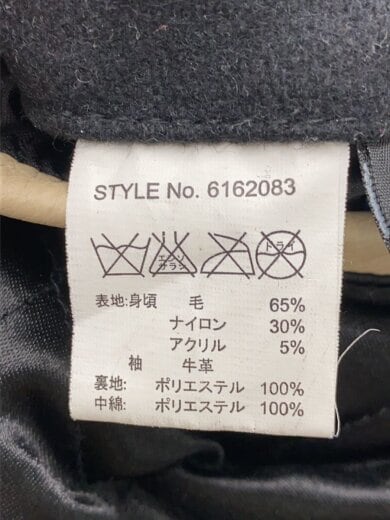 STYLE No. 6162083
エンソ サラシ ドライ
表地:身頃 毛 65%
ナイロン 30%
アクリル 5%
袖 牛革
裏地: ポリエステル 100%
中綿: ポリエステル 100%